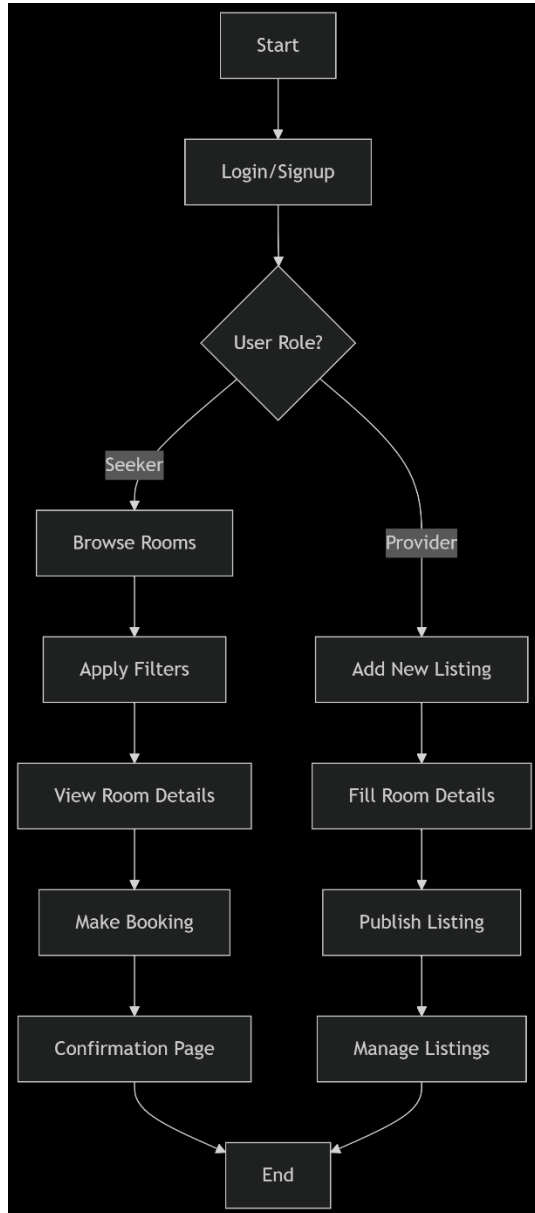 Start
Login/Signup
User Role?
Seeker
Browse Rooms
Provider
Apply Filters
Add New Listing
View Room Details
Fill Room Details
Make Booking
Publish Listing
Confirmation Page
Manage Listings
End